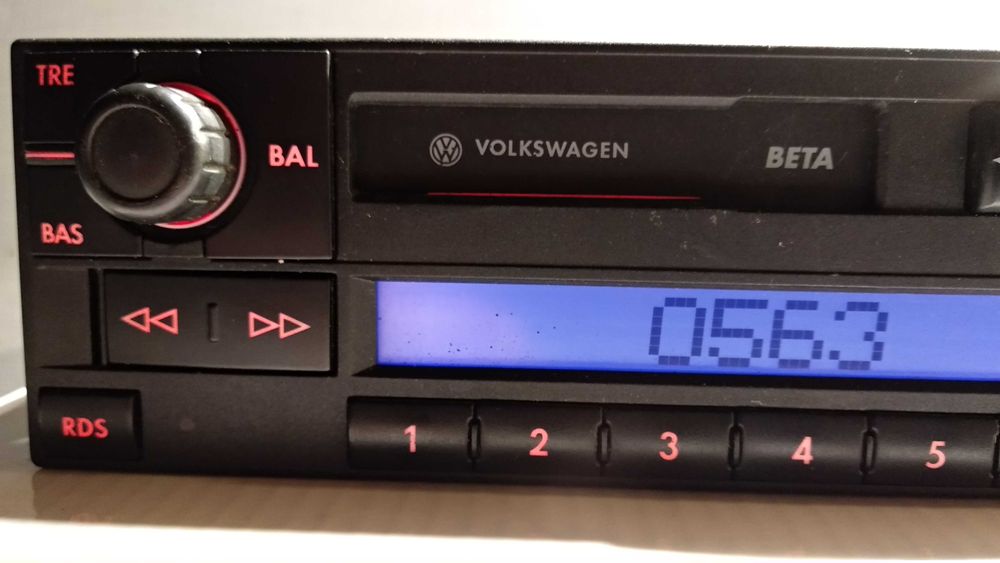 TRE
BAL
BAS
VOLKSWAGEN
BETA
0563
RDS
1 2 3 4 5